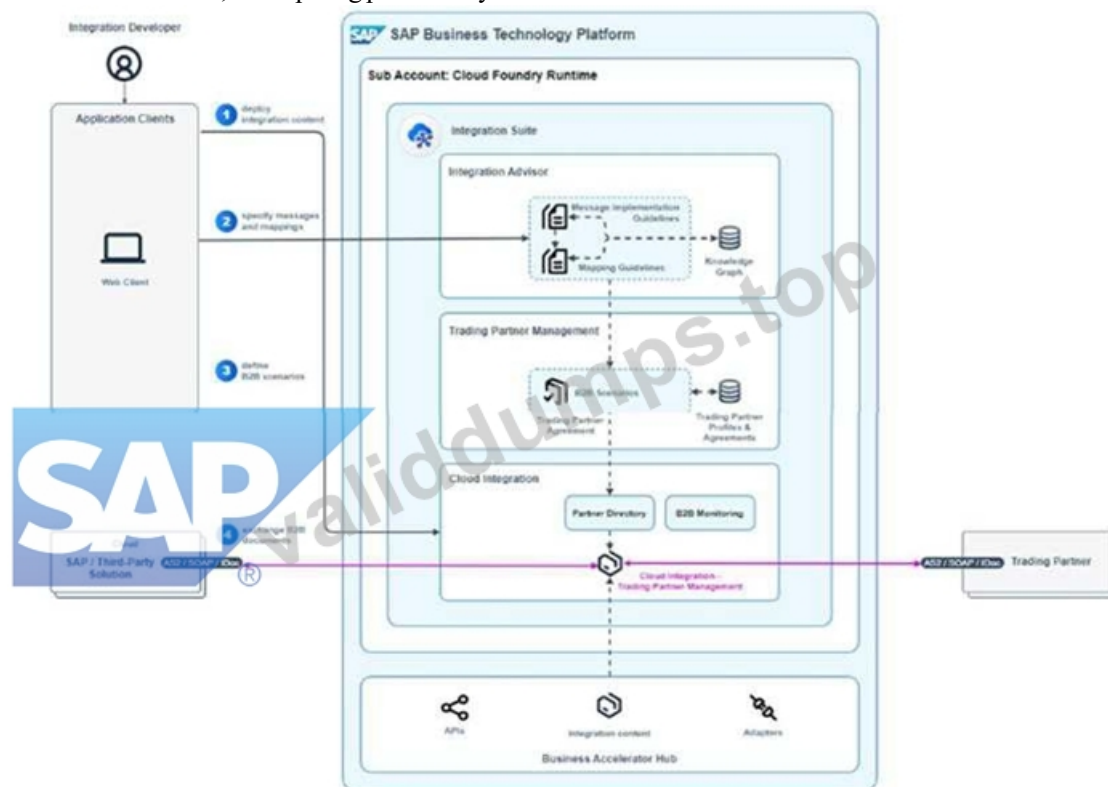 Integration Developer
SAP
SAP Business Technology Platform
Sub Account: Cloud Foundry Runtime
Application Clients
1
deploy
integration content
Integration Suite
Integration Advisor
Message Implementation
Guidelines
2
specify messages
and mappings
Mapping Guidelines
Knowledge
Graph
Web Client
Trading Partner Management
3
define
B2B scenarios
B2B Scenarios
Trading Partner
Agreement
Trading Partner
Profiles &
Agreements
SAP
®
validdumps.top
Cloud Integration
Partner Directory
B2B Monitoring
4
exchange B2B
documents
Cloud
SAP / Third-Party
Solution
AS2 / SOAP / IDoc
Cloud Integration -
Trading Partner Management
AS2 / SOAP / IDoc
Trading Partner
APIs
Integration content
Adapters
Business Accelerator Hub